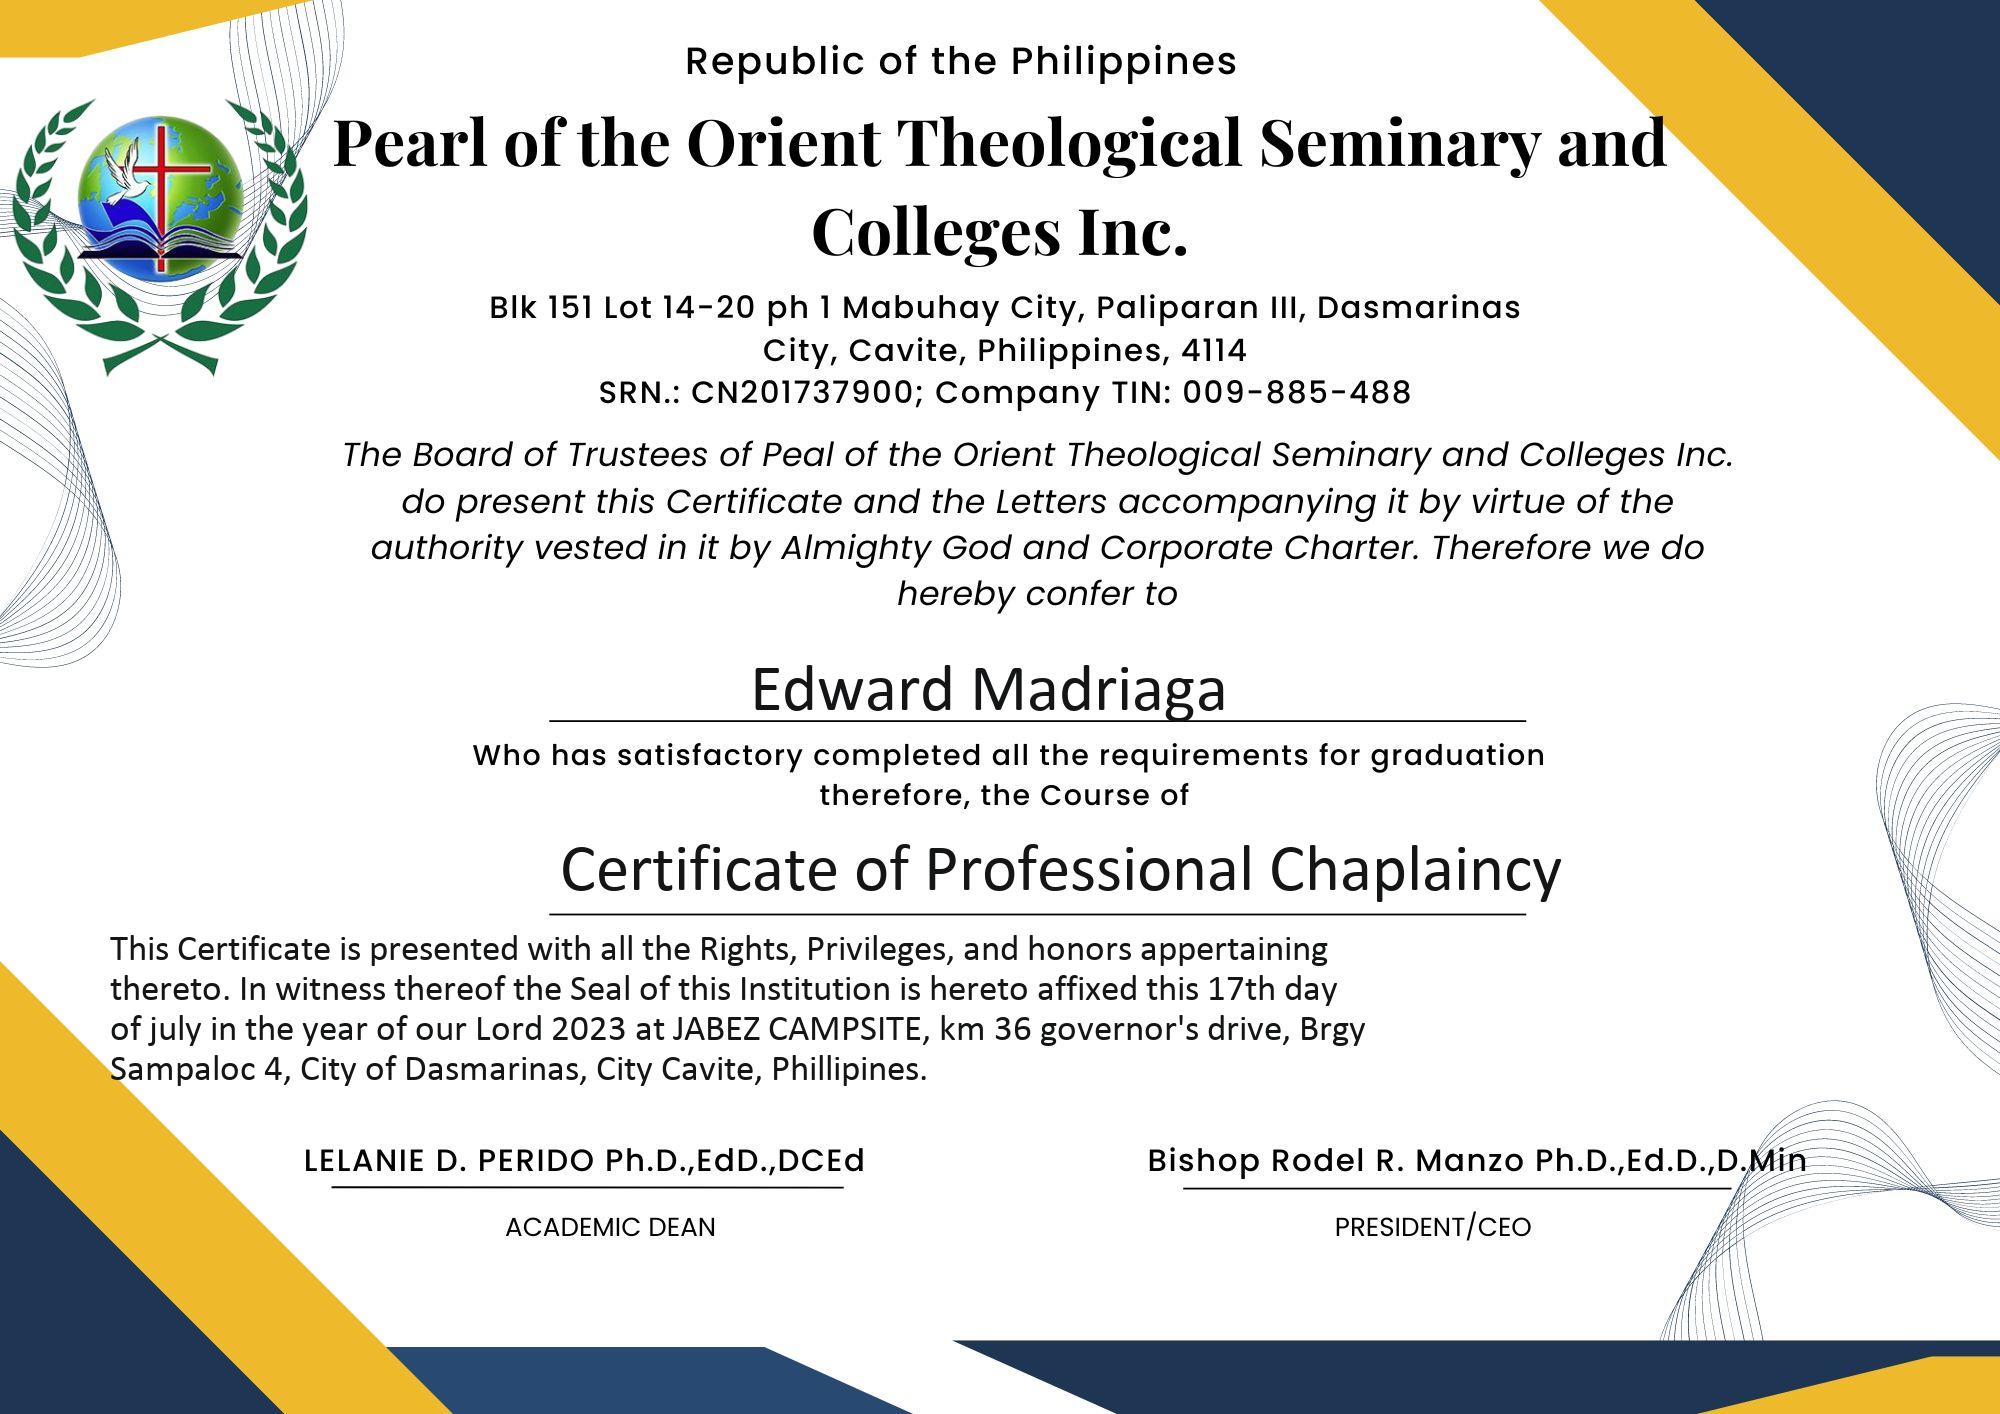 Republic of the Philippines
Pearl of the Orient Theological Seminary and
Colleges Inc.
Blk 151 Lot 14-20 ph 1 Mabuhay City, Paliparan III, Dasmarinas
City, Cavite, Philippines, 4114
SRN.: CN201737900; Company TIN: 009-885-488
The Board of Trustees of Peal of the Orient Theological Seminary and Colleges Inc.
do present this Certificate and the Letters accompanying it by virtue of the
authority vested in it by Almighty God and Corporate Charter. Therefore we do
hereby confer to
Edward Madriaga
Who has satisfactory completed all the requirements for graduation
therefore, the Course of
Certificate of Professional Chaplaincy
This Certificate is presented with all the Rights, Privileges, and honors appertaining
thereto. In witness thereof the Seal of this Institution is hereto affixed this 17th day
of july in the year of our Lord 2023 at JABEZ CAMPSITE, km 36 governor's drive, Brgy
Sampaloc 4, City of Dasmarinas, City Cavite, Phillipines.
LELANIE D. PERIDO Ph.D.,EdD.,DCEd
ACADEMIC DEAN
Bishop Rodel R. Manzo Ph.D.,Ed.D.,D.Min
PRESIDENT/CEO